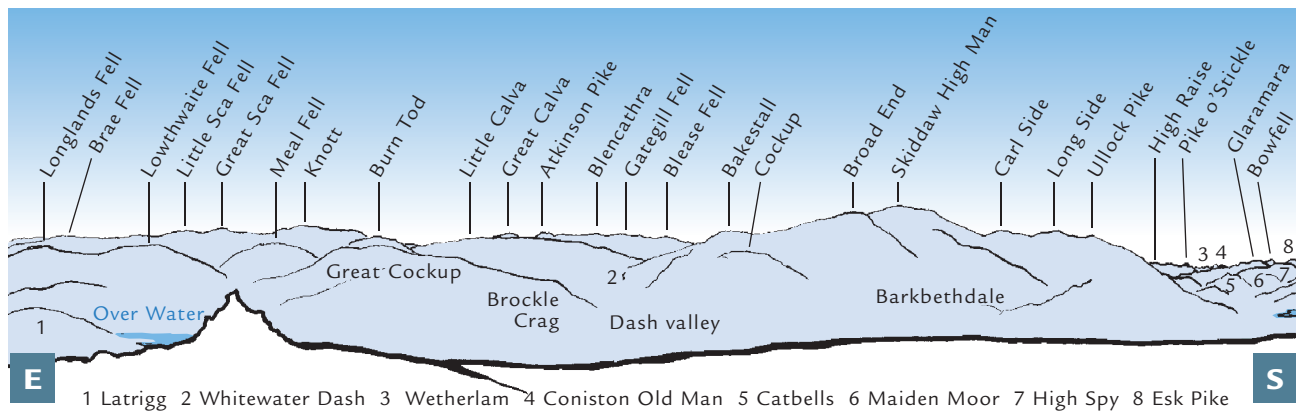 Longlands Fell
Brae Fell
Lowthwaite Fell
Little Sca Fell
Great Sca Fell
Meal Fell
Knott
Burn Tod
Little Calva
Great Calva
Atkinson Pike
Blencathra
Gategill Fell
Blease Fell
Bakestall
Cockup
Broad End
Skiddaw High Man
Carl Side
Long Side
Ullock Pike
High Raise
Pike o'Stickle
Glaramara
Bowfell
3 4 8
2 5 6 7
Great Cockup
Brockle
Crag
Barkbethdale
Over Water
1
Dash valley
E
S
1 Latrigg 2 Whitewater Dash 3 Wetherlam 4 Coniston Old Man 5 Catbells 6 Maiden Moor 7 High Spy 8 Esk Pike